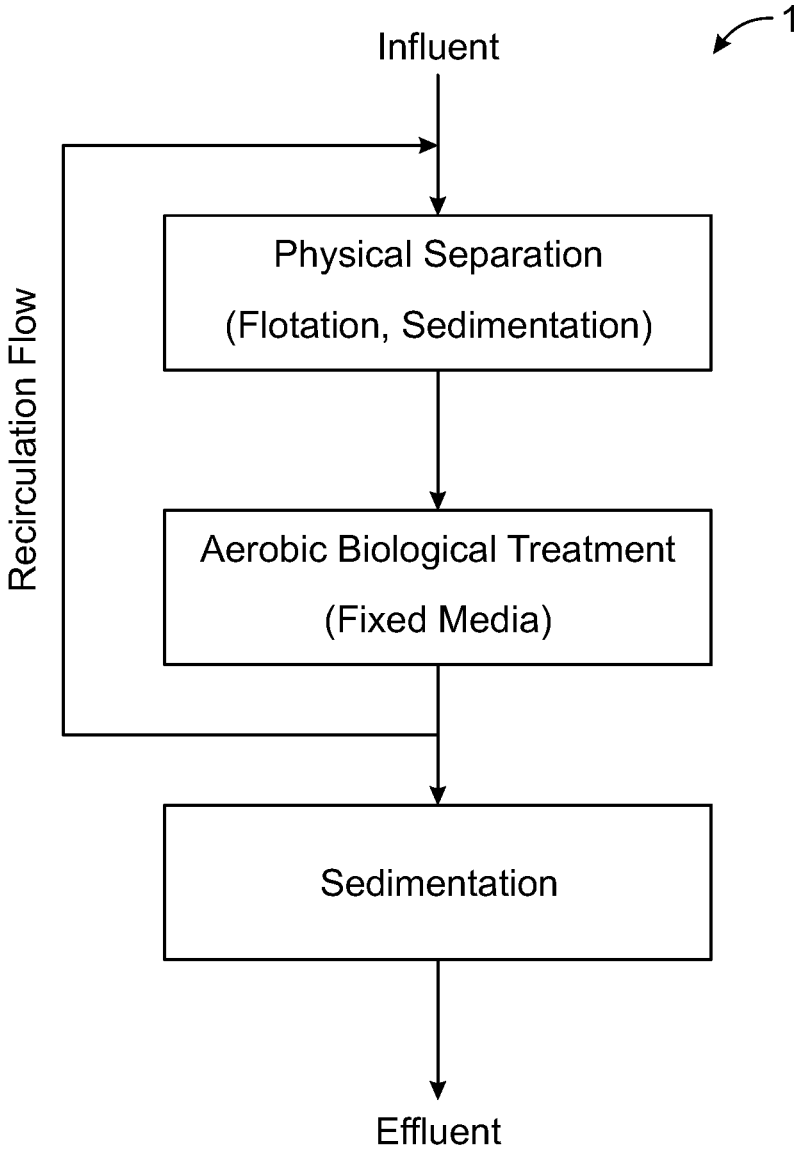 1
Influent
Physical Separation
(Flotation, Sedimentation)
Recirculation Flow
Aerobic Biological Treatment
(Fixed Media)
Sedimentation
Effluent